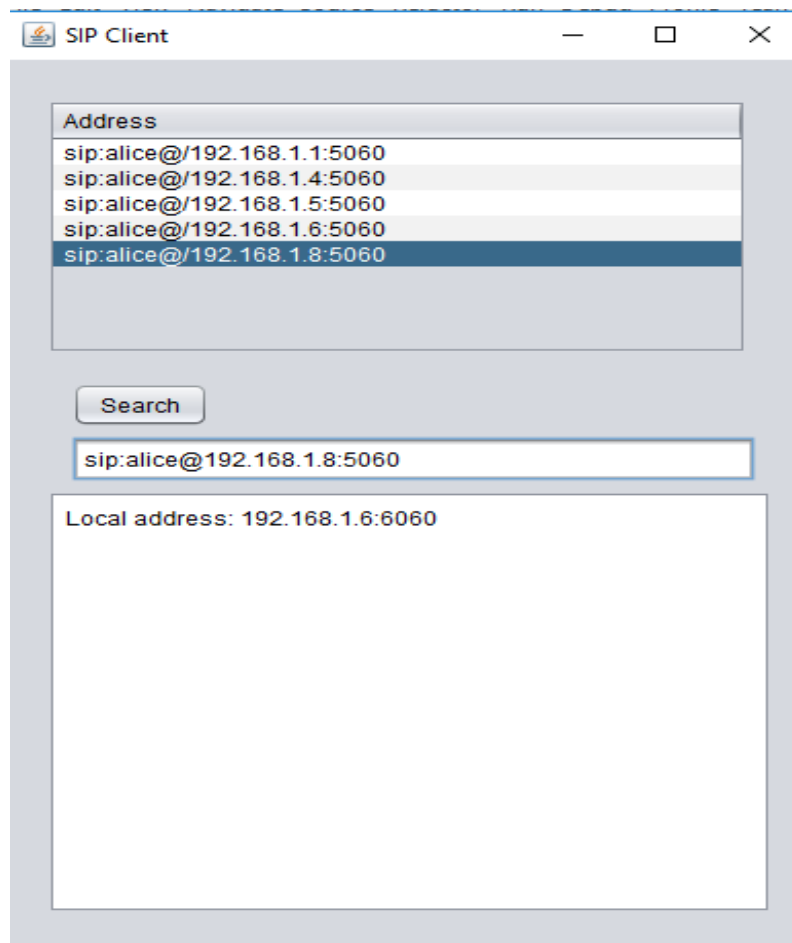 SIP Client
Address
sip:alice@/192.168.1.1:5060
sip:alice@/192.168.1.4:5060
sip:alice@/192.168.1.5:5060
sip:alice@/192.168.1.6:5060
sip:alice@/192.168.1.8:5060
Search
sip:alice@192.168.1.8:5060
Local address: 192.168.1.6:6060